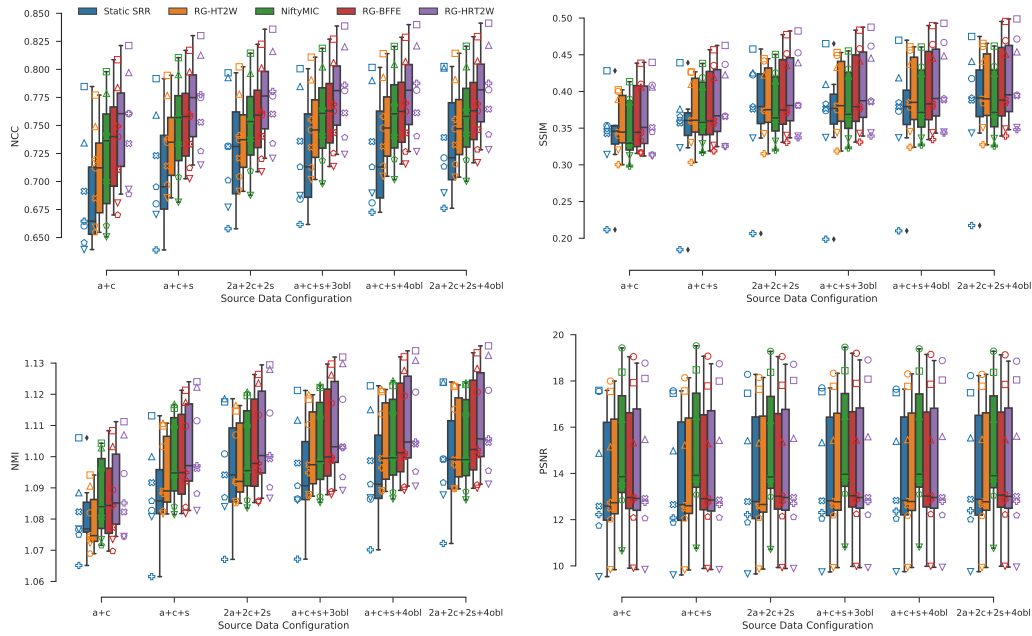 Static SRR RG-HT2W NiftyMIC RG-BFFE RG-HRT2W
0.850
0.825
0.800
0.775
0.750
0.725
0.700
0.675
0.650
NCC
a+c a+c+s 2a+2c+2s a+c+s+3obl a+c+s+4obl 2a+2c+2s+4obl
Source Data Configuration
0.50
0.45
0.40
0.35
0.30
0.25
0.20
SSIM
a+c a+c+s 2a+2c+2s a+c+s+3obl a+c+s+4obl 2a+2c+2s+4obl
Source Data Configuration
1.13
1.12
1.11
1.10
1.09
1.08
1.07
1.06
NMI
a+c a+c+s 2a+2c+2s a+c+s+3obl a+c+s+4obl 2a+2c+2s+4obl
Source Data Configuration
20
18
16
14
12
10
PSNR
a+c a+c+s 2a+2c+2s a+c+s+3obl a+c+s+4obl 2a+2c+2s+4obl
Source Data Configuration